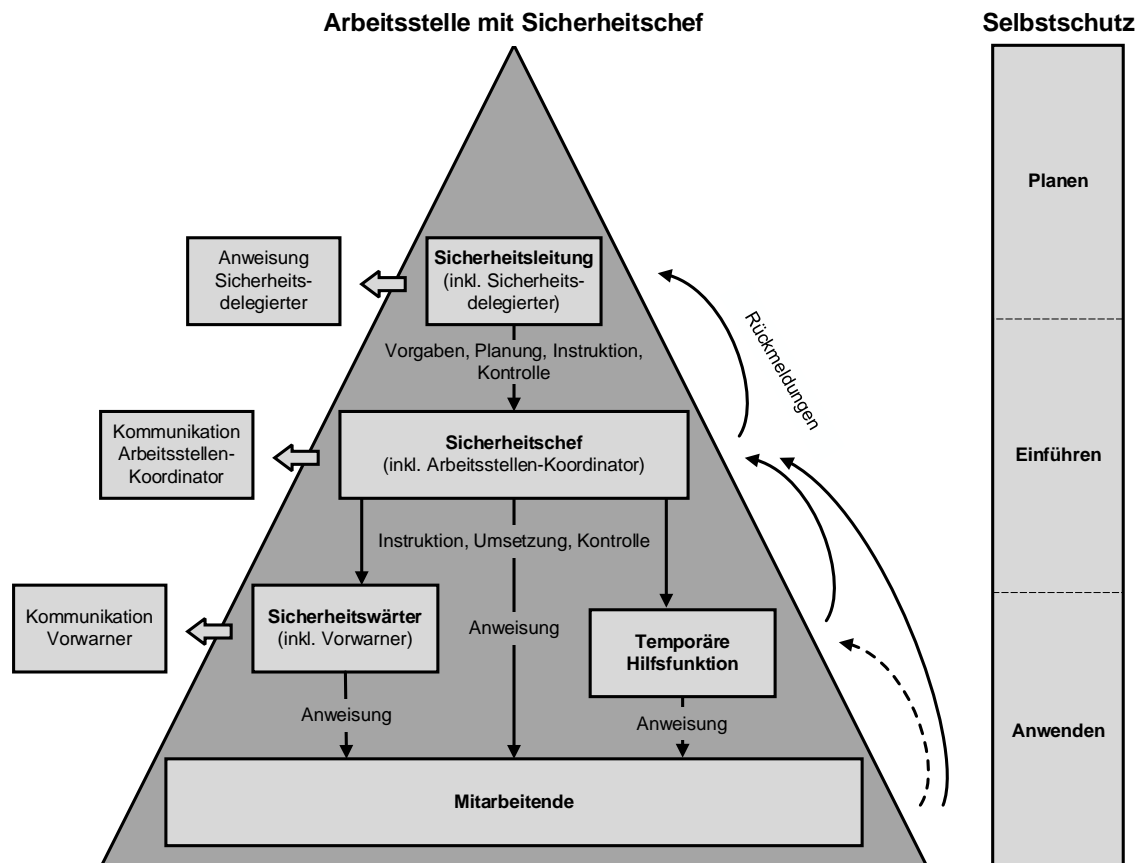 Arbeitsstelle mit Sicherheitschef
Selbstschutz
Planen
Anweisung
Sicherheits-
delegierter
Sicherheitsleitung
(inkl. Sicherheits-
delegierter)
Rückmeldungen
Vorgaben, Planung, Instruktion,
Kontrolle
Kommunikation
Arbeitsstellen-
Koordinator
Sicherheitschef
(inkl. Arbeitsstellen-Koordinator)
Einführen
Instruktion, Umsetzung, Kontrolle
Kommunikation
Vorwarner
Sicherheitswärter
(inkl. Vorwarner)
Anweisung
Temporäre
Hilfsfunktion
Anweisung
Anweisung
Anwenden
Mitarbeitende